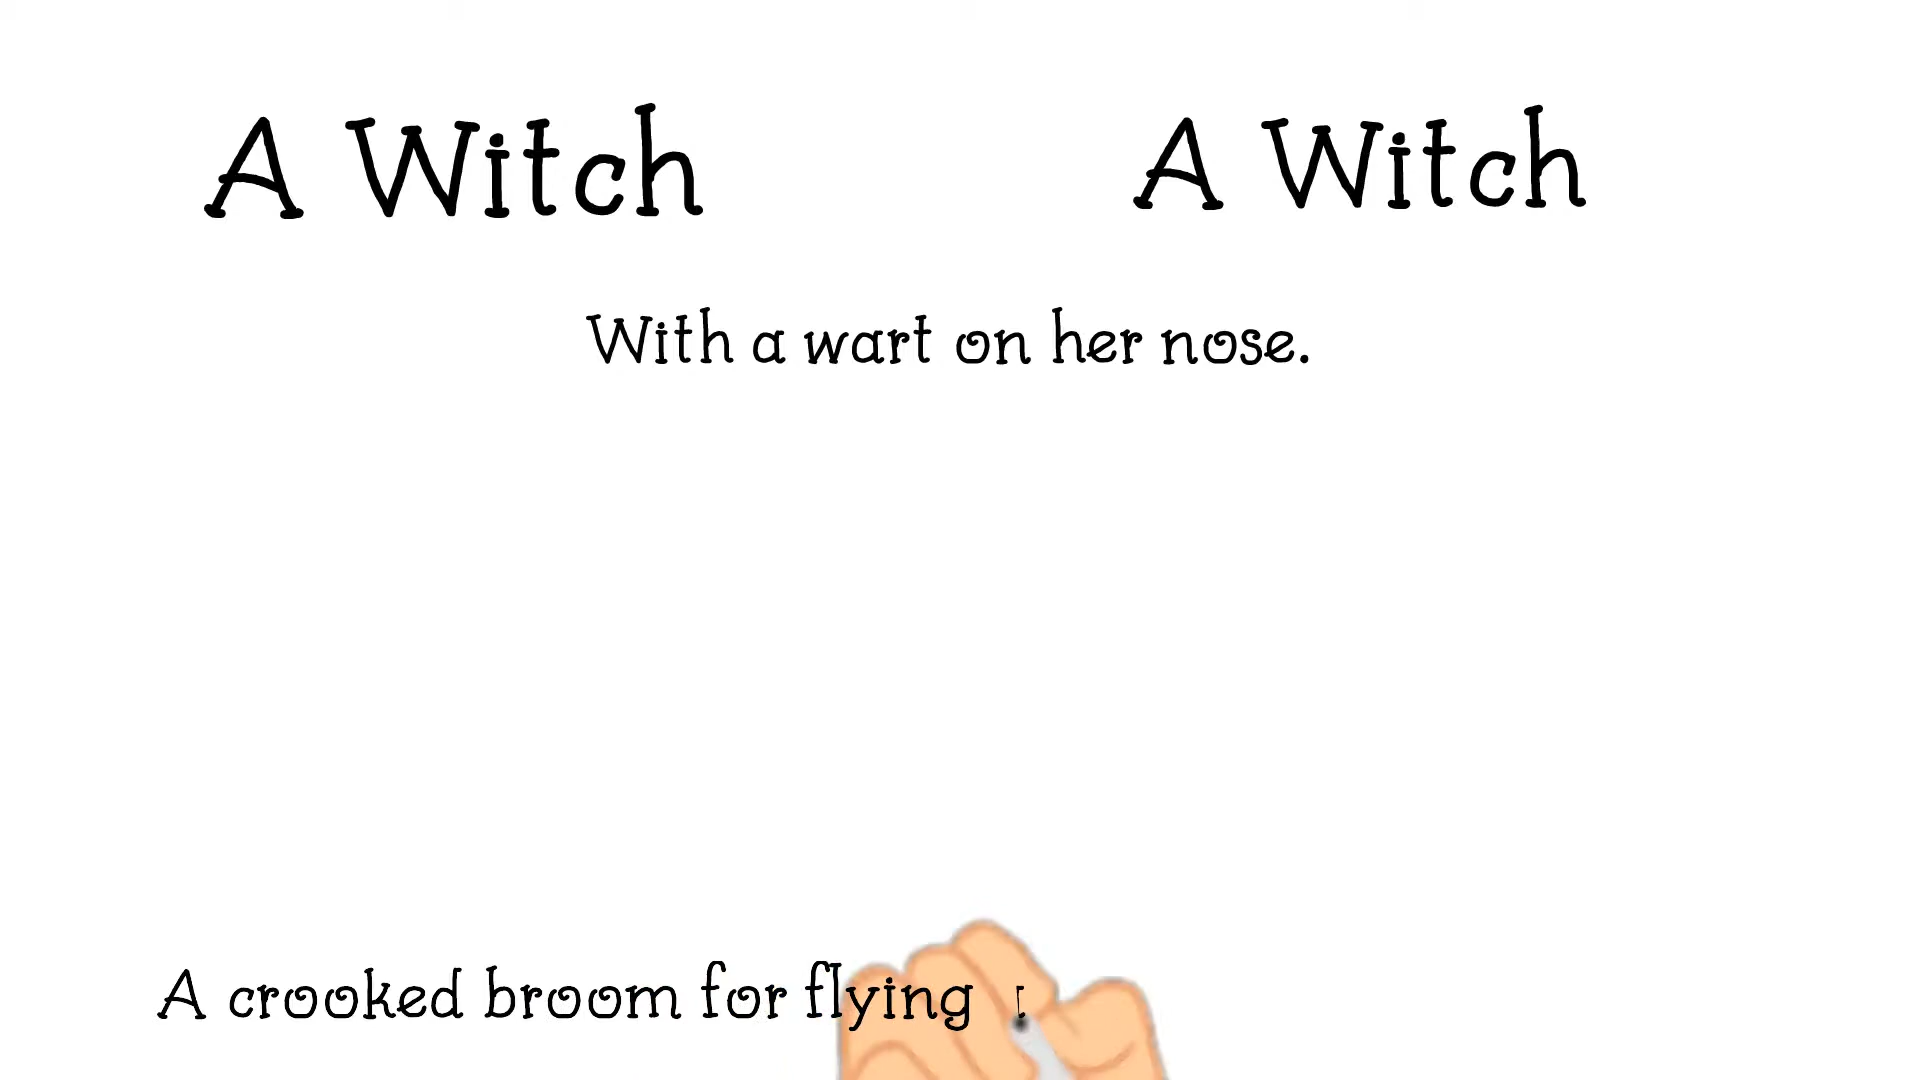 A Witch A Witch
With a wart on her nose.
A crooked broom for flying